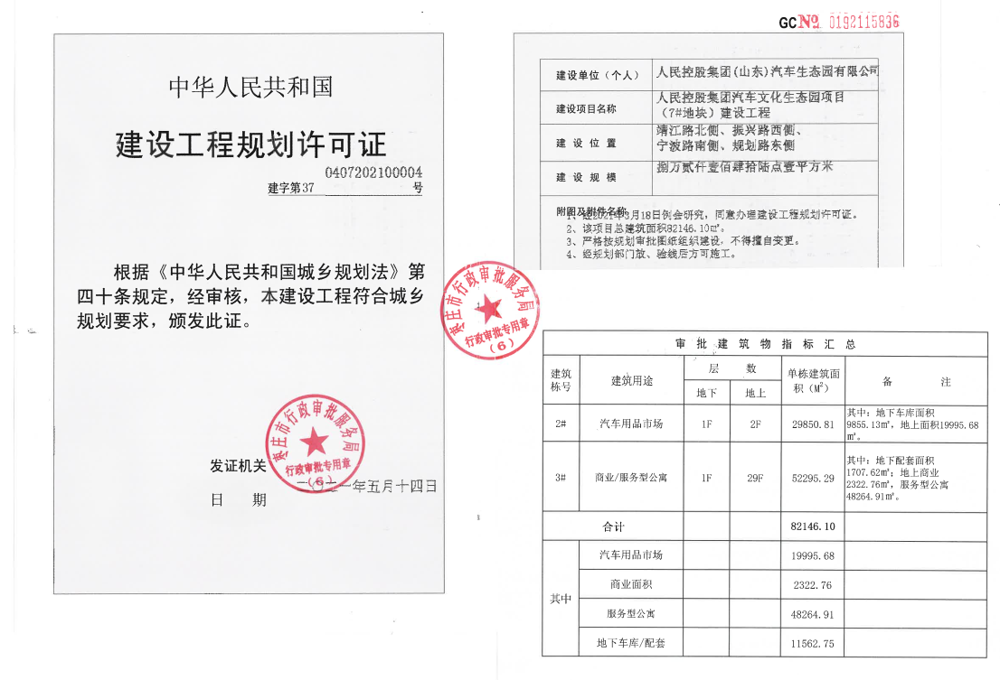 GC№ 0192115836
中华人民共和国
建设工程规划许可证
0407202100004
建字第37 号
根据《中华人民共和国城乡规划法》第
四十条规定，经审核，本建设工程符合城乡
规划要求，颁发此证。
发证机关
日 期
二〇二一年五月十四日
枣庄市行政审批服务局
行政审批专用章
（6）
建设单位（个人） 人民控股集团(山东)汽车生态园有限公司
建设项目名称 人民控股集团汽车文化生态园项目
（7#地块）建设工程
建设位置 靖江路北侧、振兴路西侧、
宁波路南侧、规划路东侧
建设规模 捌万贰仟壹佰肆拾陆点壹平方米
附图及附件名称
1、经2021年3月18日例会研究，同意办理建设工程规划许可证。
2、该项目总建筑面积82146.10㎡。
3、严格按规划审批图纸组织建设，不得擅自变更。
4、经规划部门放、验线后方可施工。
枣庄市行政审批服务局
行政审批专用章
（6）
审批建筑物指标汇总
建筑栋号 建筑用途 层数 单栋建筑面积（M²） 备注
地下 地上
2# 汽车用品市场 1F 2F 29850.81 其中：地下车库面积
9855.13㎡，地上面积19995.68
㎡。
3# 商业/服务型公寓 1F 29F 52295.29 其中：地下配套面积
1707.62㎡；地上商业
2322.76㎡，服务型公寓
48264.91㎡。
合计 82146.10
其中 汽车用品市场 19995.68
商业面积 2322.76
服务型公寓 48264.91
地下车库/配套 11562.75